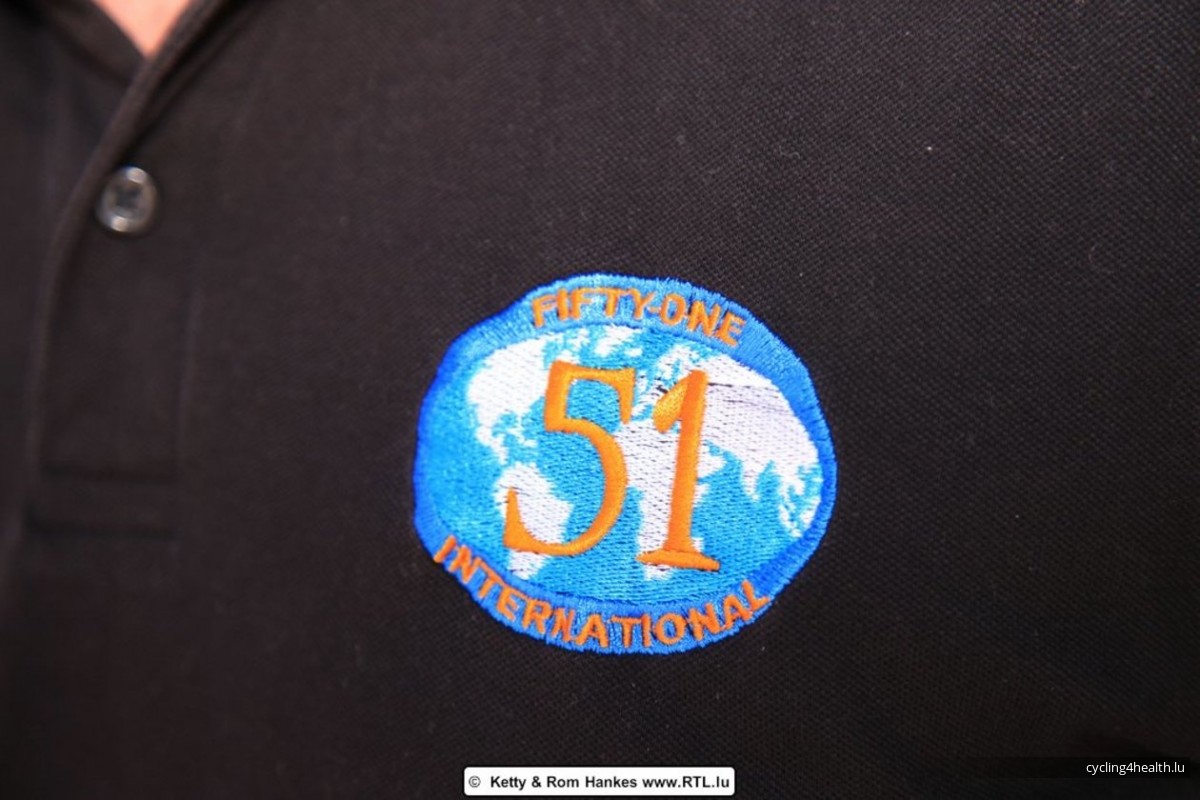 FIFTY-ONE
51
INTERNATIONAL
© Ketty & Rom Hankes www.RTL.lu
cycling4health.lu